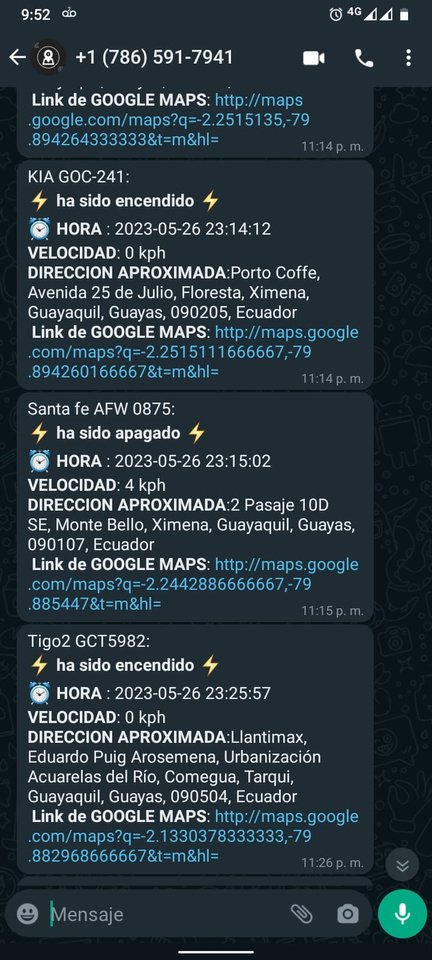 9:52
4G
+1 (786) 591-7941
Link de GOOGLE MAPS: http://maps
.google.com/maps?q=-2.2515135,-79
.894264333333&t=m&hl=
11:14 p. m.
KIA GOC-241:
⚡ ha sido encendido ⚡
⏰ HORA : 2023-05-26 23:14:12
VELOCIDAD: 0 kph
DIRECCION APROXIMADA:Porto Coffe,
Avenida 25 de Julio, Floresta, Ximena,
Guayaquil, Guayas, 090205, Ecuador
Link de GOOGLE MAPS: http://maps.google
.com/maps?q=-2.2515111666667,-79
.894260166667&t=m&hl=
11:14 p. m.
Santa fe AFW 0875:
⚡ ha sido apagado ⚡
⏰ HORA : 2023-05-26 23:15:02
VELOCIDAD: 4 kph
DIRECCION APROXIMADA:2 Pasaje 10D
SE, Monte Bello, Ximena, Guayaquil, Guayas,
090107, Ecuador
Link de GOOGLE MAPS: http://maps.google
.com/maps?q=-2.2442886666667,-79
.885447&t=m&hl=
11:15 p. m.
Tigo2 GCT5982:
⚡ ha sido encendido ⚡
⏰ HORA : 2023-05-26 23:25:57
VELOCIDAD: 0 kph
DIRECCION APROXIMADA:Llantimax,
Eduardo Puig Arosemena, Urbanización
Acuarelas del Río, Comegua, Tarqui,
Guayaquil, Guayas, 090504, Ecuador
Link de GOOGLE MAPS: http://maps.google
.com/maps?q=-2.1330378333333,-79
.882968666667&t=m&hl=
11:26 p. m.
Mensaje